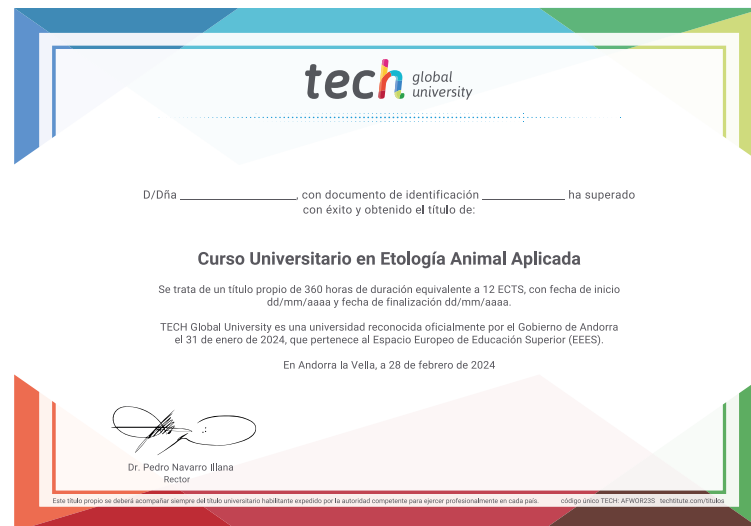 tech global university
D/Dña ______________________, con documento de identificación ______________ ha superado
con éxito y obtenido el título de:
Curso Universitario en Etología Animal Aplicada
Se trata de un título propio de 360 horas de duración equivalente a 12 ECTS, con fecha de inicio
dd/mm/aaaa y fecha de finalización dd/mm/aaaa.
TECH Global University es una universidad reconocida oficialmente por el Gobierno de Andorra
el 31 de enero de 2024, que pertenece al Espacio Europeo de Educación Superior (EEES).
En Andorra la Vella, a 28 de febrero de 2024
Dr. Pedro Navarro Illana
Rector
Este título propio se deberá acompañar siempre del título universitario habilitante expedido por la autoridad competente para ejercer profesionalmente en cada país. código único TECH: AFWOR23S techtitute.com/titulos